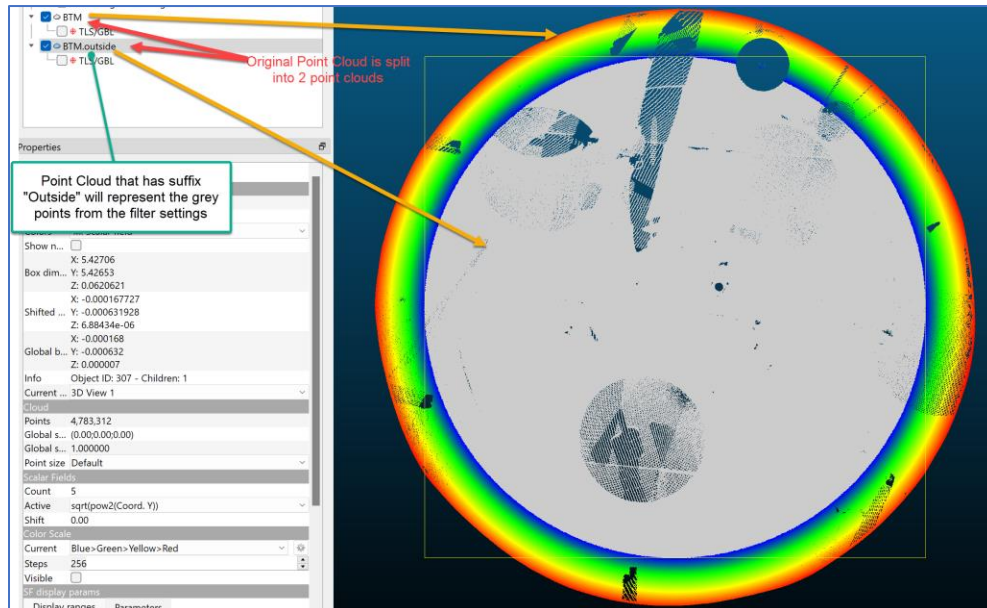 BTM
TLS/GBL
BTM.outside
TLS/GBL
Original Point Cloud is split
into 2 point clouds
Properties
Point Cloud that has suffix
"Outside" will represent the grey
points from the filter settings
Show n...
X: 5.42706
Box dim... Y: 5.42653
Z: 0.0620621
X: -0.000167727
Shifted ... Y: -0.000631928
Z: 6.88434e-06
X: -0.000168
Global b... Y: -0.000632
Z: 0.000007
Info Object ID: 307 - Children: 1
Current ... 3D View 1
Cloud
Points 4,783,312
Global s... (0.00;0.00;0.00)
Global s... 1.000000
Point size Default
Scalar Fields
Count 5
Active sqrt(pow2(Coord. Y))
Shift 0.00
Color Scale
Current Blue>Green>Yellow>Red
Steps 256
Visible
SF display params
Display ranges Parameters